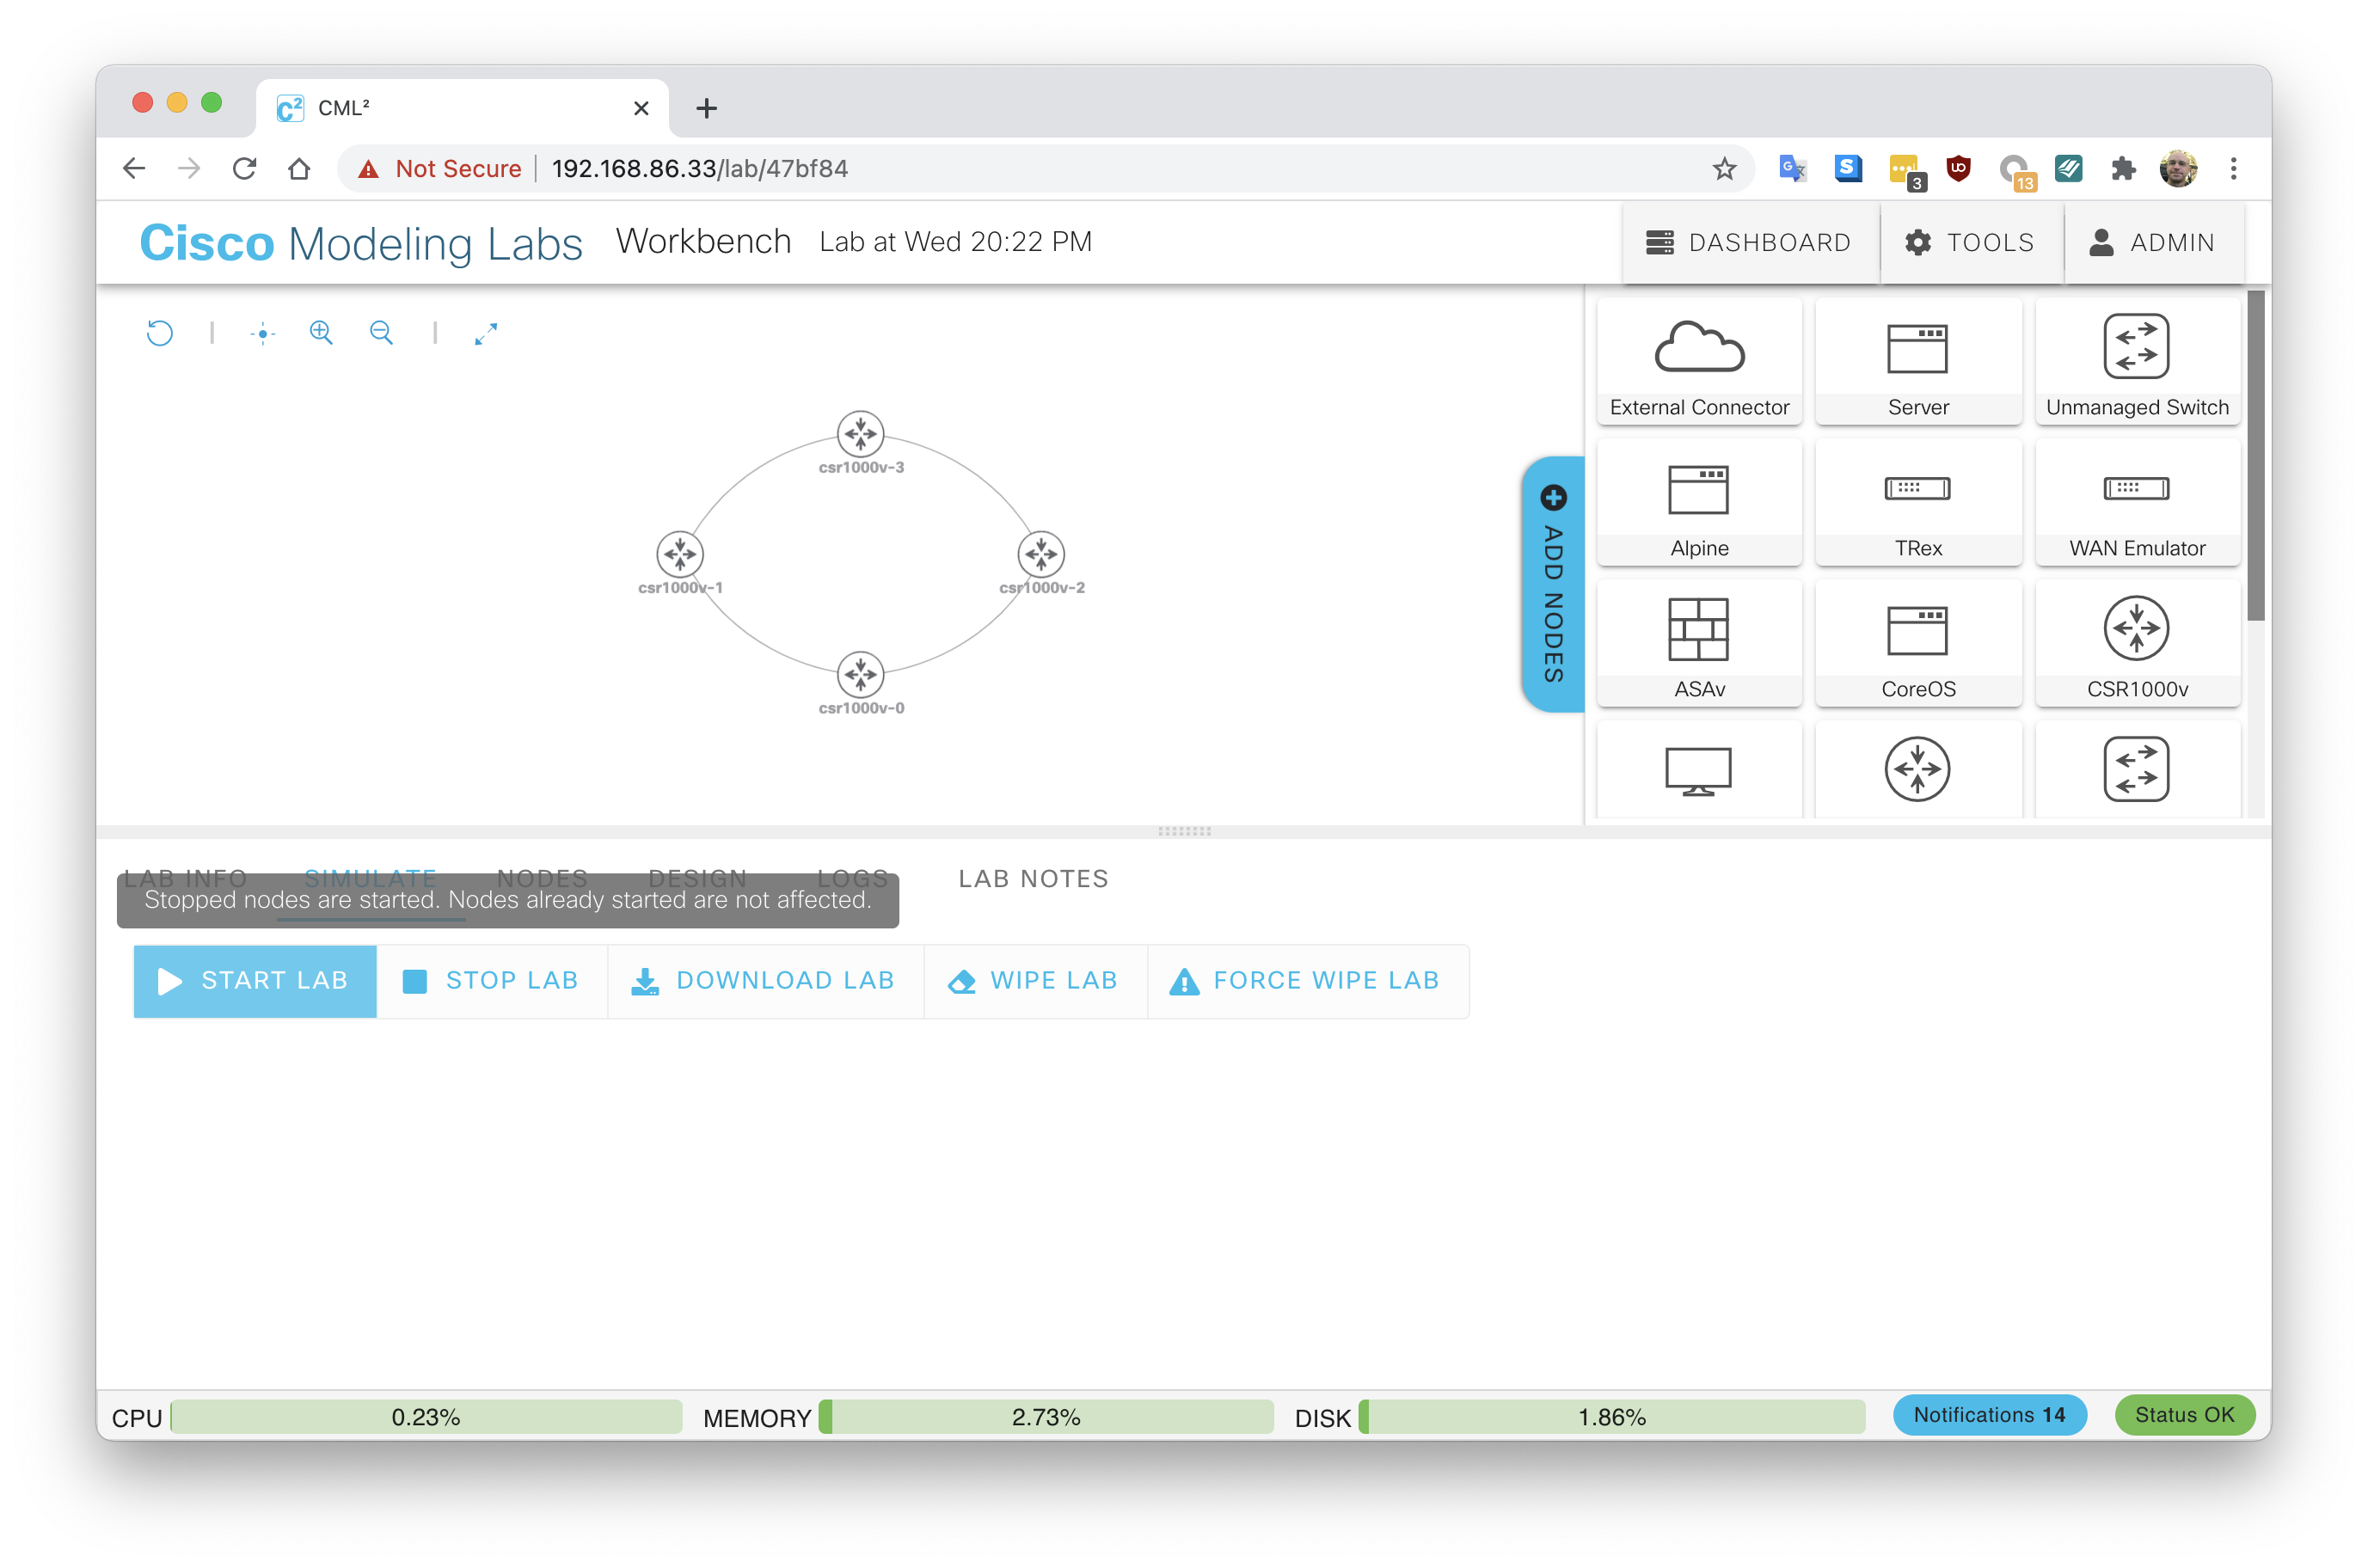 CML²
Not Secure 192.168.86.33/lab/47bf84
3
13
Cisco Modeling Labs Workbench Lab at Wed 20:22 PM
DASHBOARD TOOLS ADMIN
csr1000v-3
csr1000v-1
csr1000v-2
csr1000v-0
ADD NODES
External Connector Server Unmanaged Switch
Alpine TRex WAN Emulator
ASAv CoreOS CSR1000v
LAB INFO SIMULATE NODES DESIGN LOGS LAB NOTES
Stopped nodes are started. Nodes already started are not affected.
START LAB STOP LAB DOWNLOAD LAB WIPE LAB FORCE WIPE LAB
CPU 0.23% MEMORY 2.73% DISK 1.86% Notifications 14 Status OK